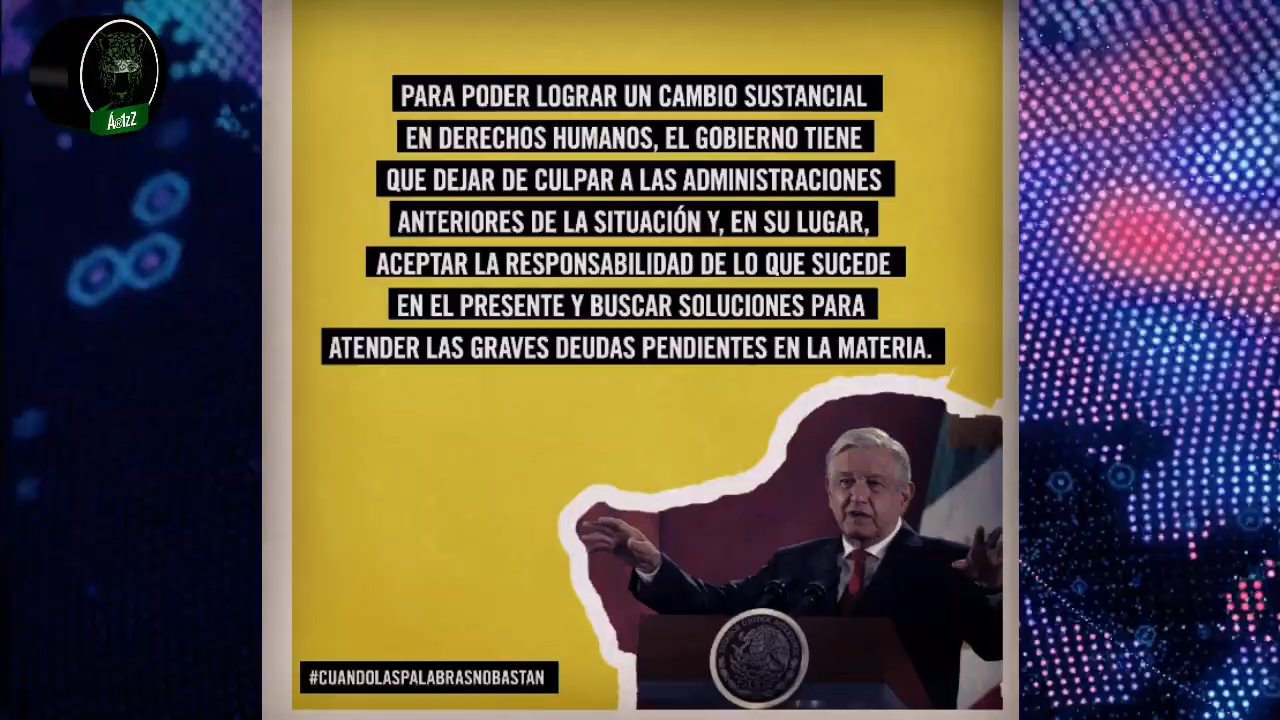 Á@1zZ
PARA PODER LOGRAR UN CAMBIO SUSTANCIAL
EN DERECHOS HUMANOS, EL GOBIERNO TIENE
QUE DEJAR DE CULPAR A LAS ADMINISTRACIONES
ANTERIORES DE LA SITUACIÓN Y, EN SU LUGAR,
ACEPTAR LA RESPONSABILIDAD DE LO QUE SUCEDE
EN EL PRESENTE Y BUSCAR SOLUCIONES PARA
ATENDER LAS GRAVES DEUDAS PENDIENTES EN LA MATERIA.
#CUANDOLASPALABRASNOBASTAN